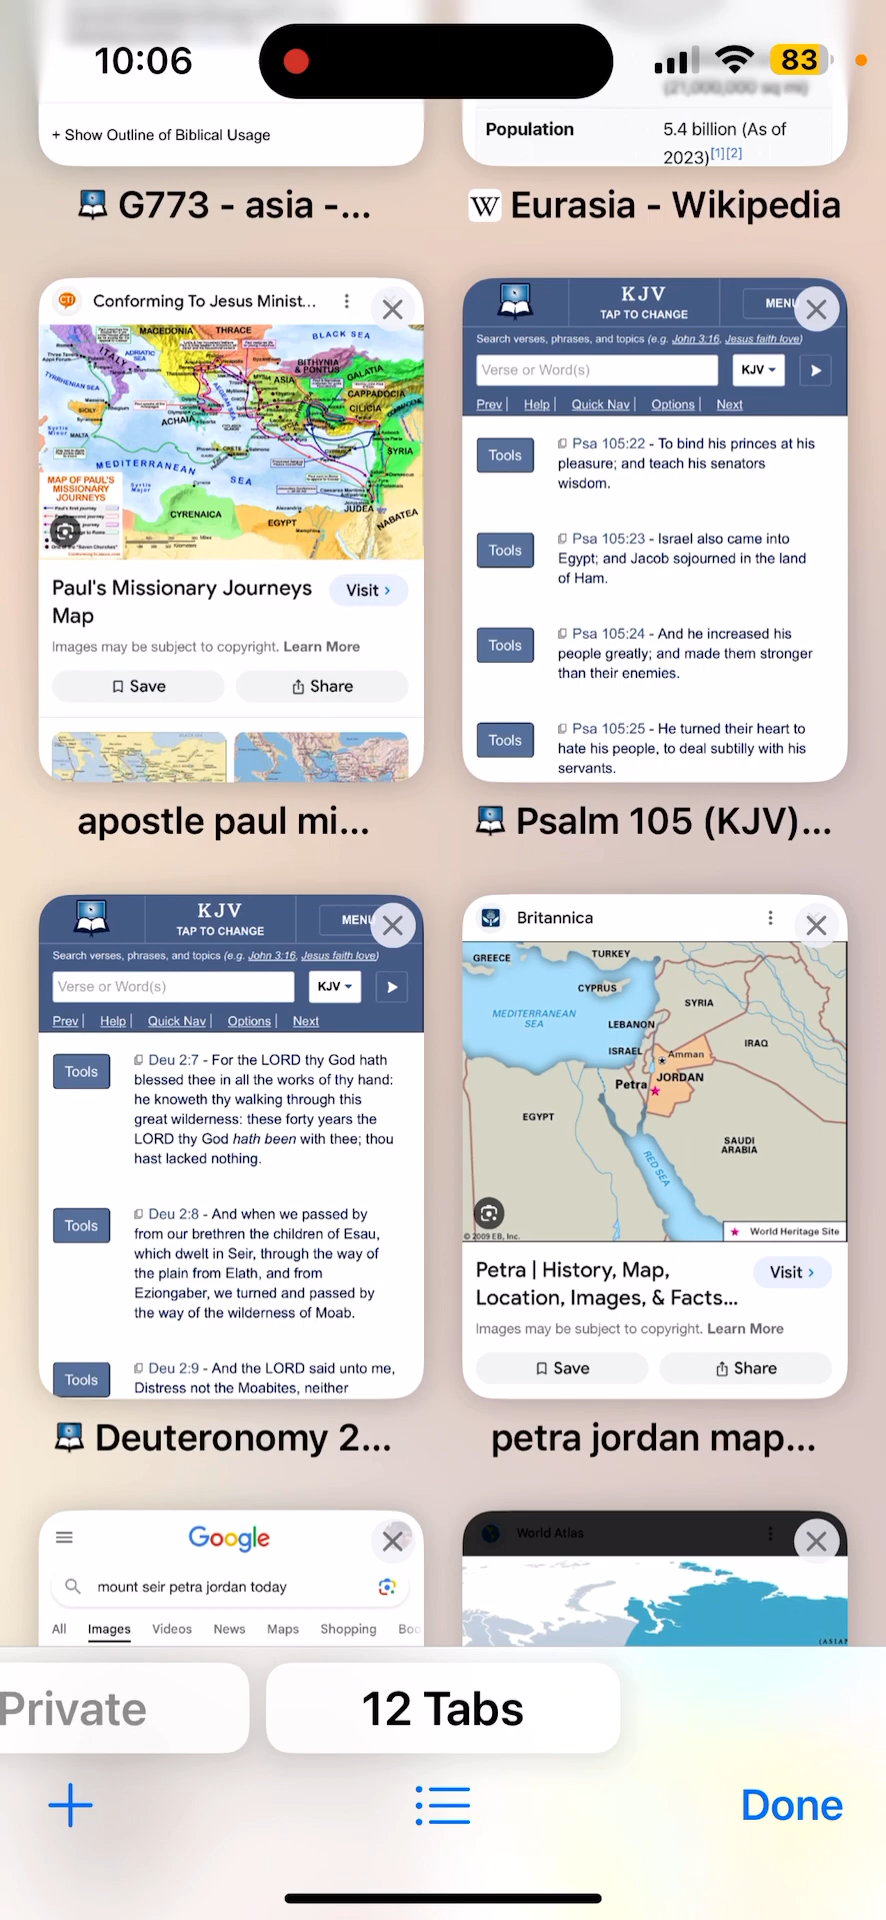 10:06
83
(21,000,000 sq mi)
+ Show Outline of Biblical Usage
Population
5.4 billion (As of
2023)[1][2]
G773 - asia -...
W Eurasia - Wikipedia
CTJ
Conforming To Jesus Minist...
MACEDONIA
THRACE
BLACK SEA
ITALY
ADRIATIC
SEA
BITHYNIA
& PONTUS
GALATIA
TYRRHENIAN SEA
ASIA
CAPPADOCIA
SICILY
CILICIA
ACHAIA
MALTA
SYRIA
MEDITERRANEAN
SEA
MAP OF PAUL'S
MISSIONARY
JOURNEYS
CYRENAICA
JUDEA
EGYPT
NABATEA
Paul's Missionary Journeys
Map
Visit >
Images may be subject to copyright. Learn More
Save
Share
apostle paul mi...
KJV
TAP TO CHANGE
MENU
Search verses, phrases, and topics (e.g. John 3:16, Jesus faith love)
Verse or Word(s)
KJV
Prev | Help | Quick Nav | Options | Next
Tools
Psa 105:22 - To bind his princes at his
pleasure; and teach his senators
wisdom.
Tools
Psa 105:23 - Israel also came into
Egypt; and Jacob sojourned in the land
of Ham.
Tools
Psa 105:24 - And he increased his
people greatly; and made them stronger
than their enemies.
Tools
Psa 105:25 - He turned their heart to
hate his people, to deal subtilly with his
servants.
Psalm 105 (KJV)...
KJV
TAP TO CHANGE
MENU
Search verses, phrases, and topics (e.g. John 3:16, Jesus faith love)
Verse or Word(s)
KJV
Prev | Help | Quick Nav | Options | Next
Tools
Deu 2:7 - For the LORD thy God hath
blessed thee in all the works of thy hand:
he knoweth thy walking through this
great wilderness: these forty years the
LORD thy God hath been with thee; thou
hast lacked nothing.
Tools
Deu 2:8 - And when we passed by
from our brethren the children of Esau,
which dwelt in Seir, through the way of
the plain from Elath, and from
Eziongaber, we turned and passed by
the way of the wilderness of Moab.
Tools
Deu 2:9 - And the LORD said unto me,
Distress not the Moabites, neither
Deuteronomy 2...
Britannica
GREECE
TURKEY
CYPRUS
SYRIA
MEDITERRANEAN
SEA
LEBANON
IRAQ
ISRAEL
Amman
JORDAN
Petra
EGYPT
SAUDI
ARABIA
RED SEA
World Heritage Site
© 2009 EB, Inc.
Petra | History, Map,
Location, Images, & Facts...
Visit >
Images may be subject to copyright. Learn More
Save
Share
petra jordan map...
Google
mount seir petra jordan today
All Images Videos News Maps Shopping Boo
World Atlas
(ASIA
Private
12 Tabs
Done